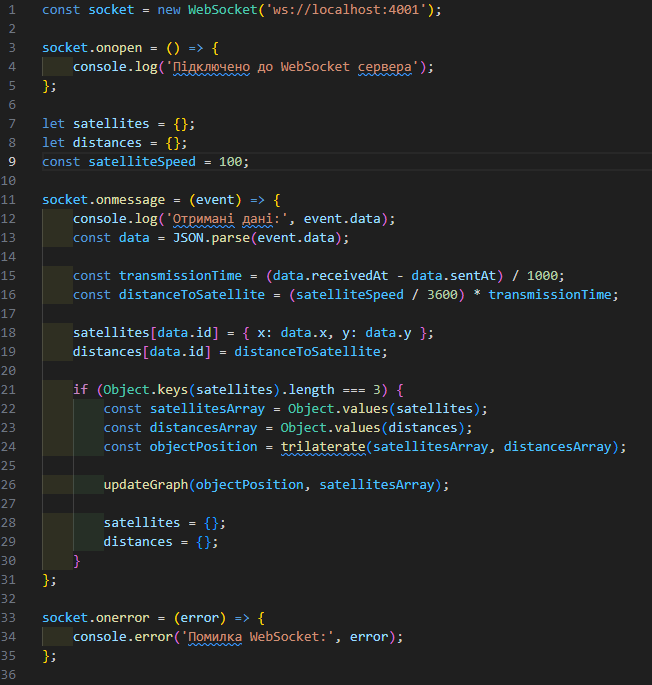 1 const socket = new WebSocket('ws://localhost:4001');
2
3 socket.onopen = () => {
4     console.log('Підключено до WebSocket сервера');
5 };
6
7 let satellites = {};
8 let distances = {};
9 const satelliteSpeed = 100;
10
11 socket.onmessage = (event) => {
12     console.log('Отримані дані:', event.data);
13     const data = JSON.parse(event.data);
14
15     const transmissionTime = (data.receivedAt - data.sentAt) / 1000;
16     const distanceToSatellite = (satelliteSpeed / 3600) * transmissionTime;
17
18     satellites[data.id] = { x: data.x, y: data.y };
19     distances[data.id] = distanceToSatellite;
20
21     if (Object.keys(satellites).length === 3) {
22         const satellitesArray = Object.values(satellites);
23         const distancesArray = Object.values(distances);
24         const objectPosition = trilaterate(satellitesArray, distancesArray);
25
26         updateGraph(objectPosition, satellitesArray);
27
28         satellites = {};
29         distances = {};
30     }
31 };
32
33 socket.onerror = (error) => {
34     console.error('Помилка WebSocket:', error);
35 };
36